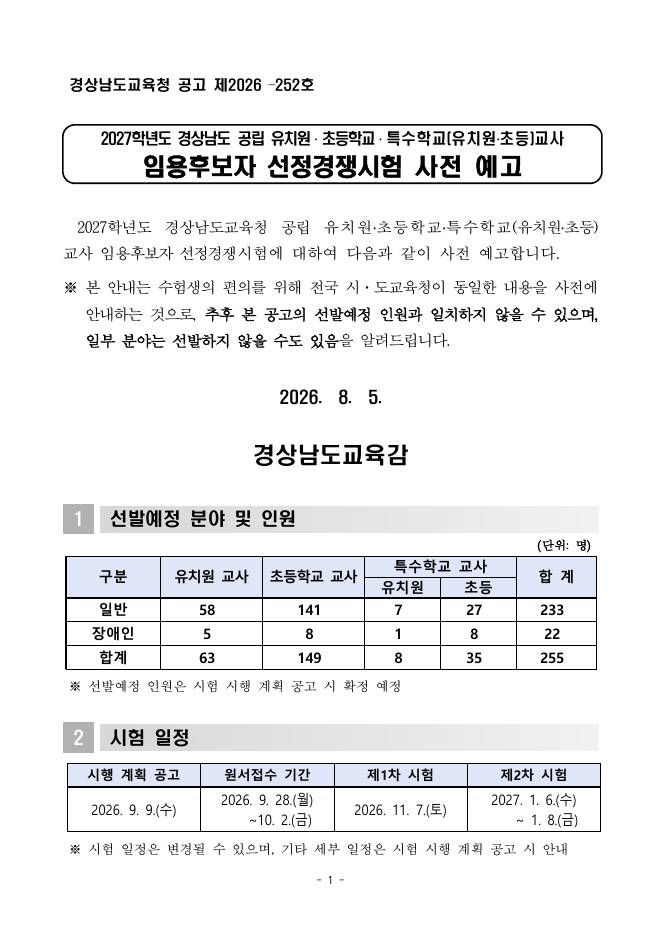 경상남도교육청 공고 제2026 -252호
2027학년도 경상남도 공립 유치원·초등학교·특수학교(유치원·초등)교사
임용후보자 선정경쟁시험 사전 예고
2027학년도 경상남도교육청 공립 유치원·초등학교·특수학교(유치원·초등)
교사 임용후보자 선정경쟁시험에 대하여 다음과 같이 사전 예고합니다.
※ 본 안내는 수험생의 편의를 위해 전국 시·도교육청이 동일한 내용을 사전에
안내하는 것으로, 추후 본 공고의 선발예정 인원과 일치하지 않을 수 있으며,
일부 분야는 선발하지 않을 수도 있음을 알려드립니다.
2026. 8. 5.
경상남도교육감
1 선발예정 분야 및 인원
(단위: 명)
구분 유치원 교사 초등학교 교사 특수학교 교사 합 계
유치원 초등
일반 58 141 7 27 233
장애인 5 8 1 8 22
합계 63 149 8 35 255
※ 선발예정 인원은 시험 시행 계획 공고 시 확정 예정
2 시험 일정
시행 계획 공고 원서접수 기간 제1차 시험 제2차 시험
2026. 9. 9.(수) 2026. 9. 28.(월) 2026. 11. 7.(토) 2027. 1. 6.(수)
~10. 2.(금) ~ 1. 8.(금)
※ 시험 일정은 변경될 수 있으며, 기타 세부 일정은 시험 시행 계획 공고 시 안내
- 1 -